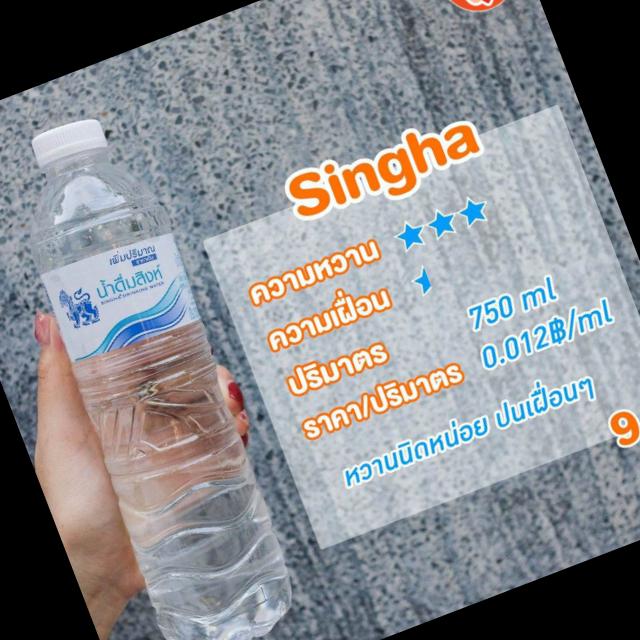 Singha
ความหวาน
ความเฝื่อน
ปริมาตร 750 ml
ราคา/ปริมาตร 0.012฿/ml
หวานนิดหน่อย ปนเฝื่อนๆ
9
เพิ่มปริมาณ
น้ำดื่มสิงห์